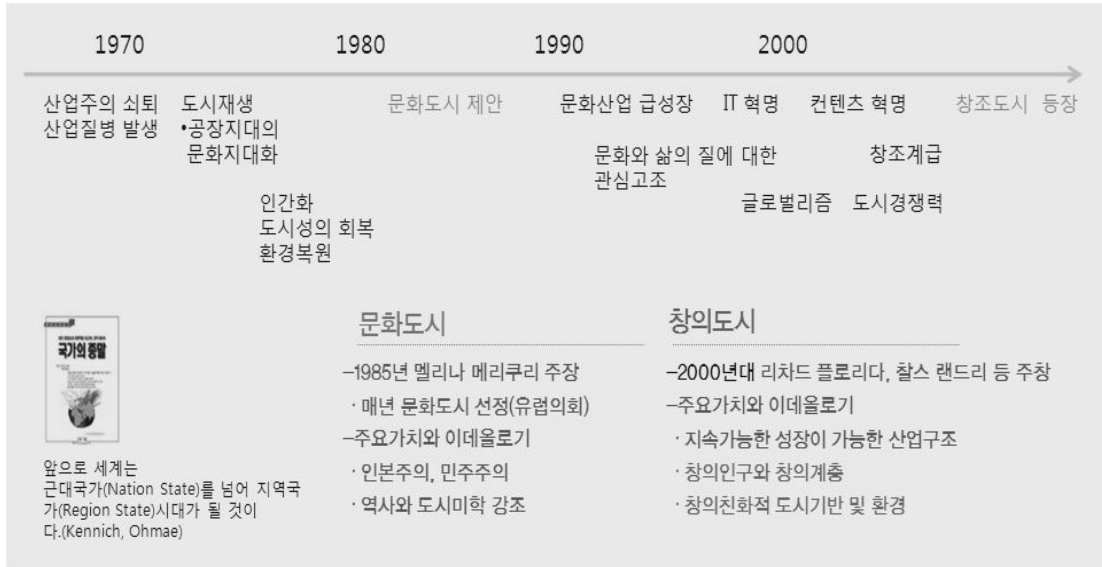 1970 1980 1990 2000
산업주의 쇠퇴 도시재생 문화도시 제안 문화산업 급성장 IT 혁명 컨텐츠 혁명 창조도시 등장
산업질병 발생 •공장지대의
문화지대화
문화와 삶의 질에 대한 창조계급
관심고조
인간화 글로벌리즘 도시경쟁력
도시성의 회복
환경복원
국가의 종말
앞으로 세계는
근대국가(Nation State)를 넘어 지역국
가(Region State)시대가 될 것이
다.(Kennich, Ohmae)
문화도시
-1985년 멜리나 메리쿠리 주장
· 매년 문화도시 선정(유럽의회)
-주요가치와 이데올로기
· 인본주의, 민주주의
· 역사와 도시미학 강조
창의도시
-2000년대 리차드 플로리다, 찰스 랜드리 등 주창
-주요가치와 이데올로기
· 지속가능한 성장이 가능한 산업구조
· 창의인구와 창의계층
· 창의친화적 도시기반 및 환경